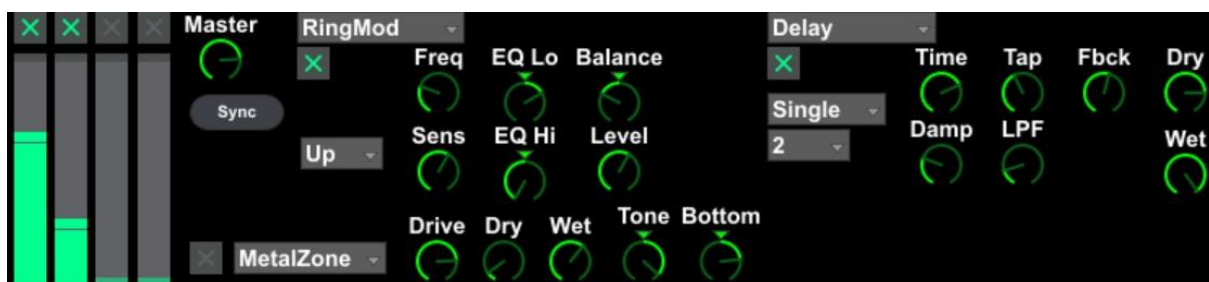 Master RingMod Delay
Freq EQ Lo Balance Time Tap Fbck Dry
Sync Single
Sens EQ Hi Level Damp LPF Wet
Up 2
Drive Dry Wet Tone Bottom
MetalZone